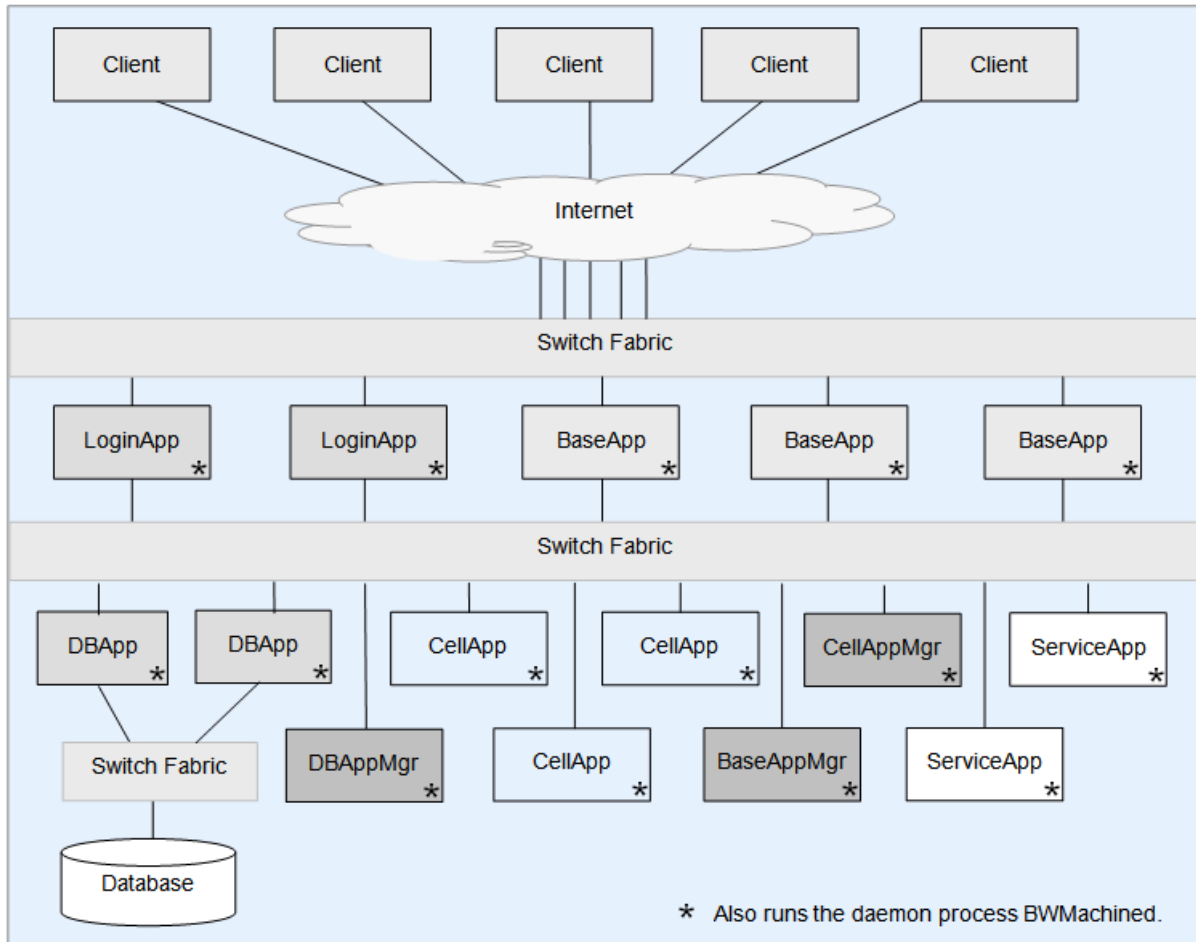 Client
Client
Client
Client
Client
Internet
Switch Fabric
LoginApp
*
LoginApp
*
BaseApp
*
BaseApp
*
BaseApp
*
Switch Fabric
DBApp
*
DBApp
*
CellApp
*
CellApp
*
CellAppMgr
*
ServiceApp
*
Switch Fabric
DBAppMgr
*
CellApp
*
BaseAppMgr
*
ServiceApp
*
Database
* Also runs the daemon process BWMachined.